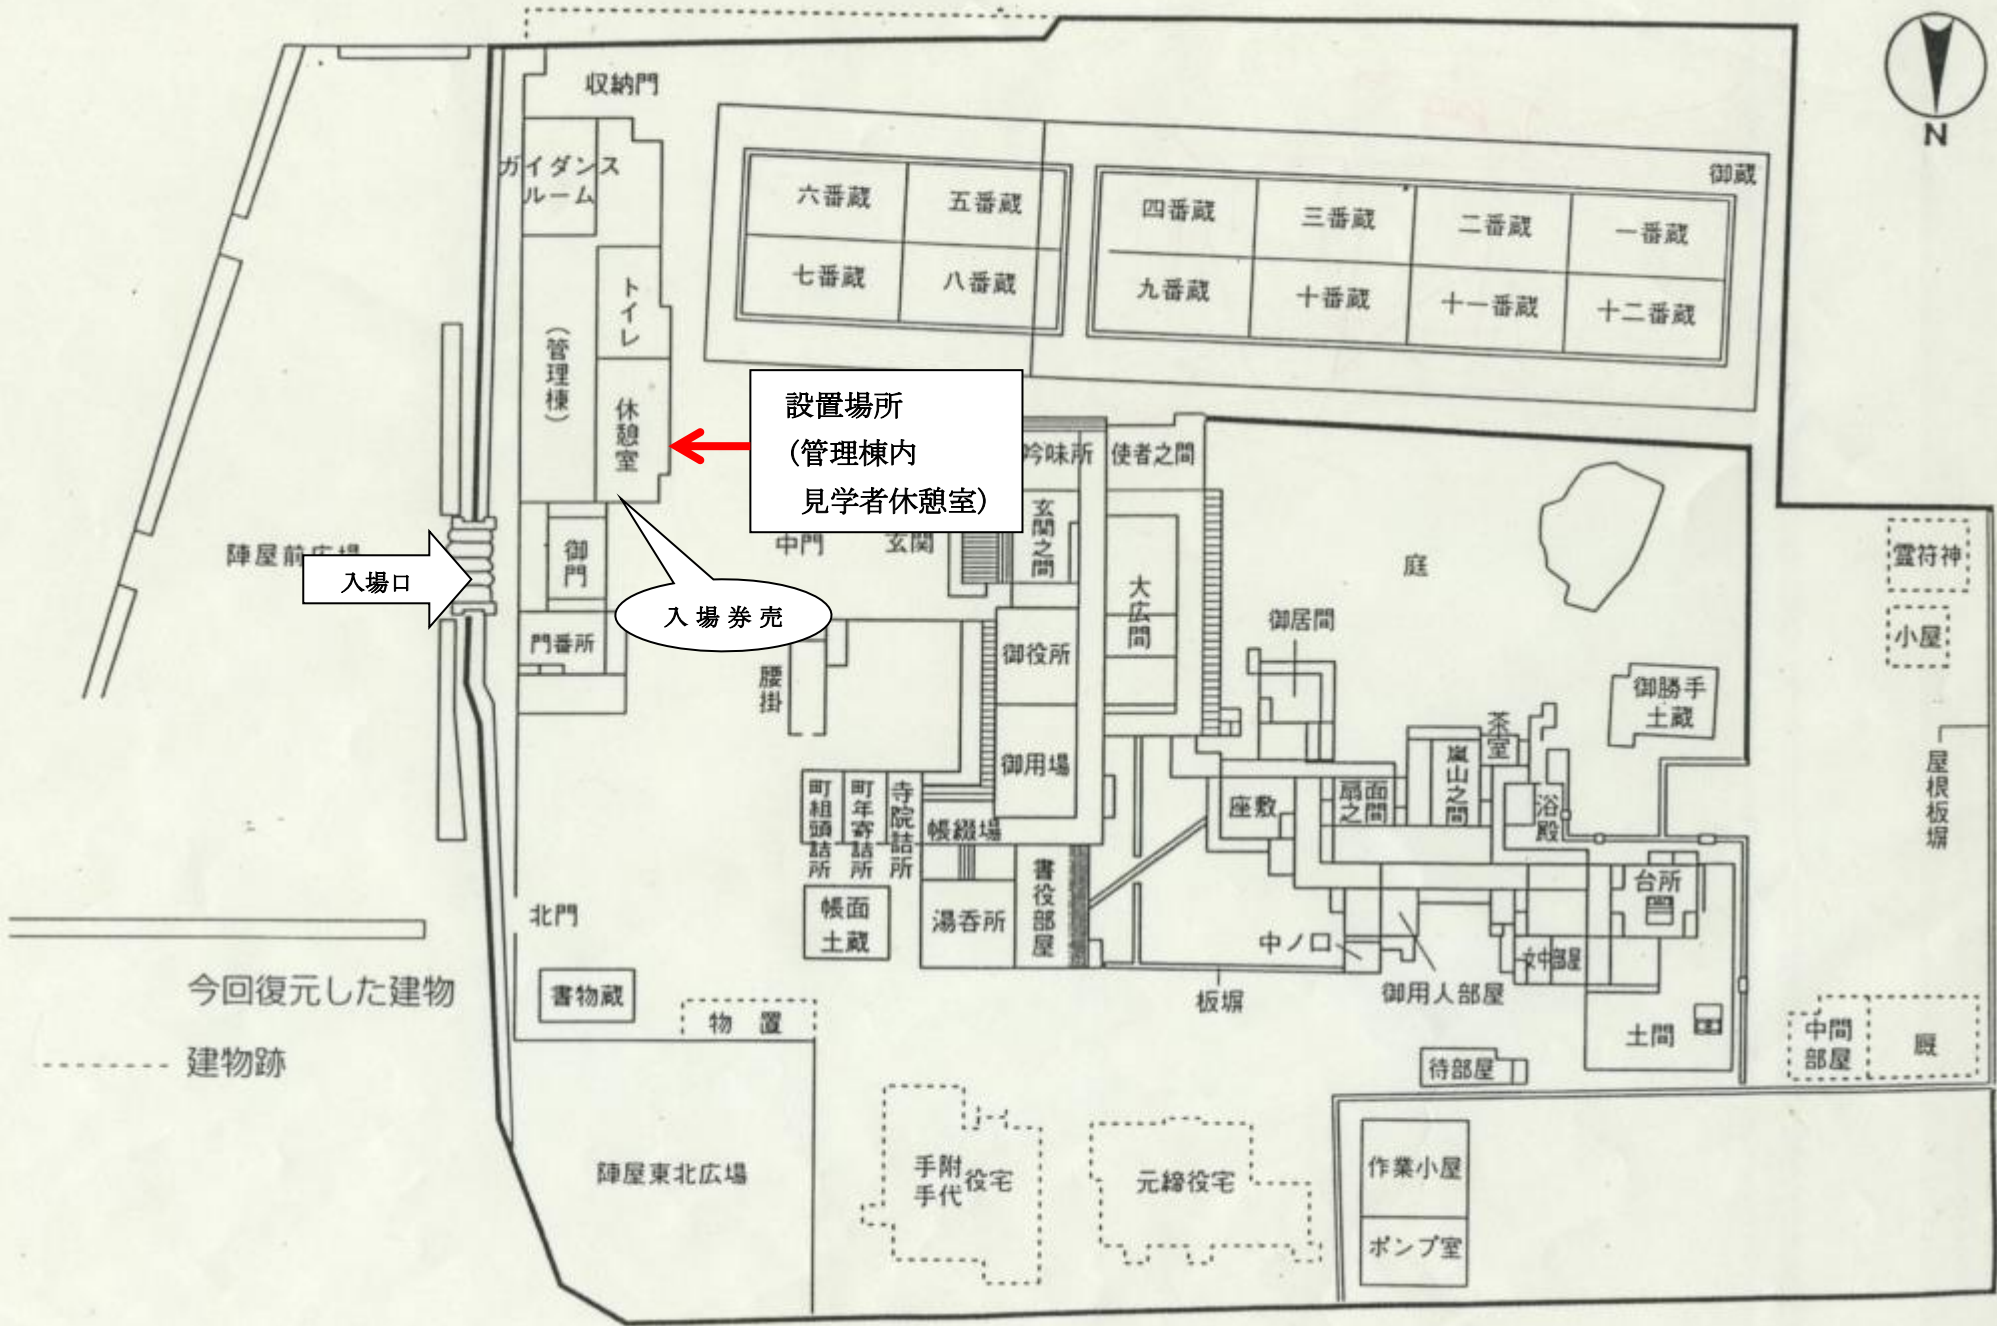 収納門
N
ガイダンス
ルーム
御蔵
六番蔵
五番蔵
四番蔵
三番蔵
二番蔵
一番蔵
七番蔵
八番蔵
九番蔵
十番蔵
十一番蔵
十二番蔵
トイレ
(管理棟)
休憩室
設置場所
(管理棟内
見学者休憩室)
吟味所
使者之間
玄関之間
中門
玄関
御門
陣屋前広場
入場口
入場券売
門番所
大広間
庭
霊符神
小屋
御居間
御役所
腰掛
御勝手
土蔵
茶室
屋根板塀
御用場
嵐山之間
扇面
之間
座敷
浴殿
町組頭詰所
町年寄詰所
寺院詰所
帳綴場
書役部屋
台所
北門
帳面
土蔵
湯呑所
中ノ口
女中部屋
今回復元した建物
書物蔵
物置
板塀
御用人部屋
土間
中間
部屋
厩
建物跡
待部屋
陣屋東北広場
手附
手代
役宅
元締役宅
作業小屋
ポンプ室